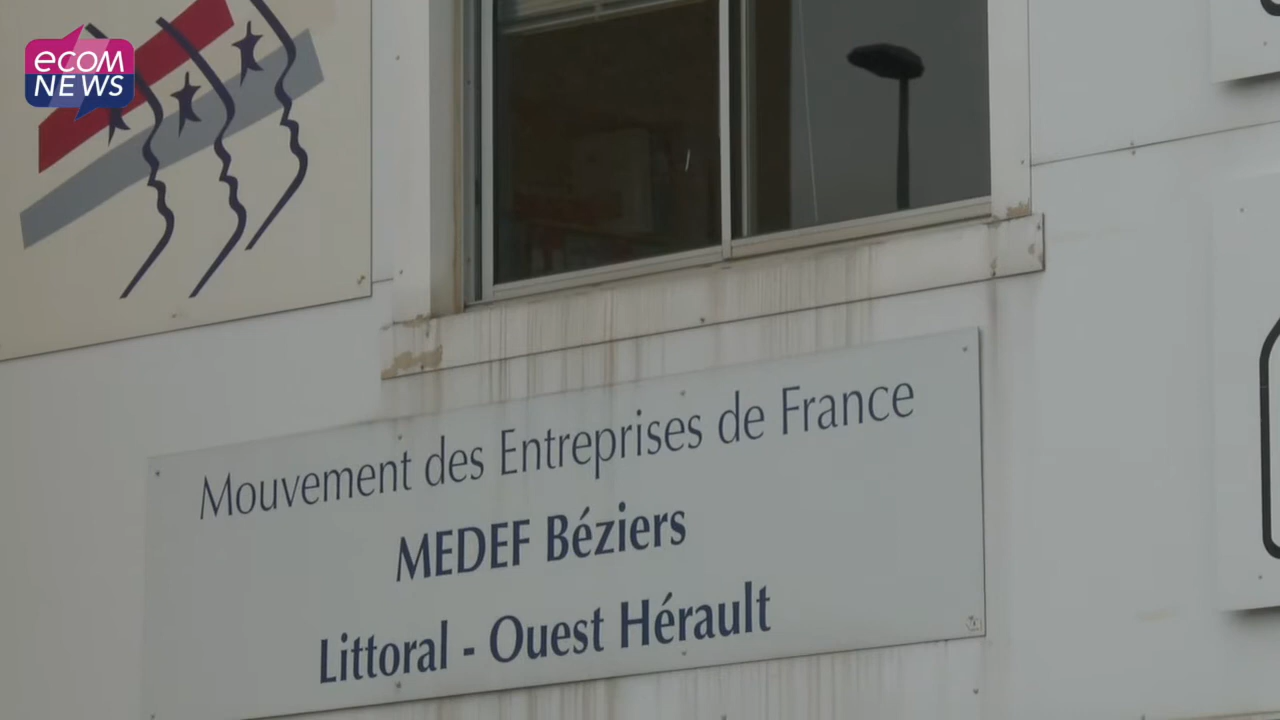 ecom
NEWS
Mouvement des Entreprises de France
MEDEF Béziers
Littoral - Ouest Hérault